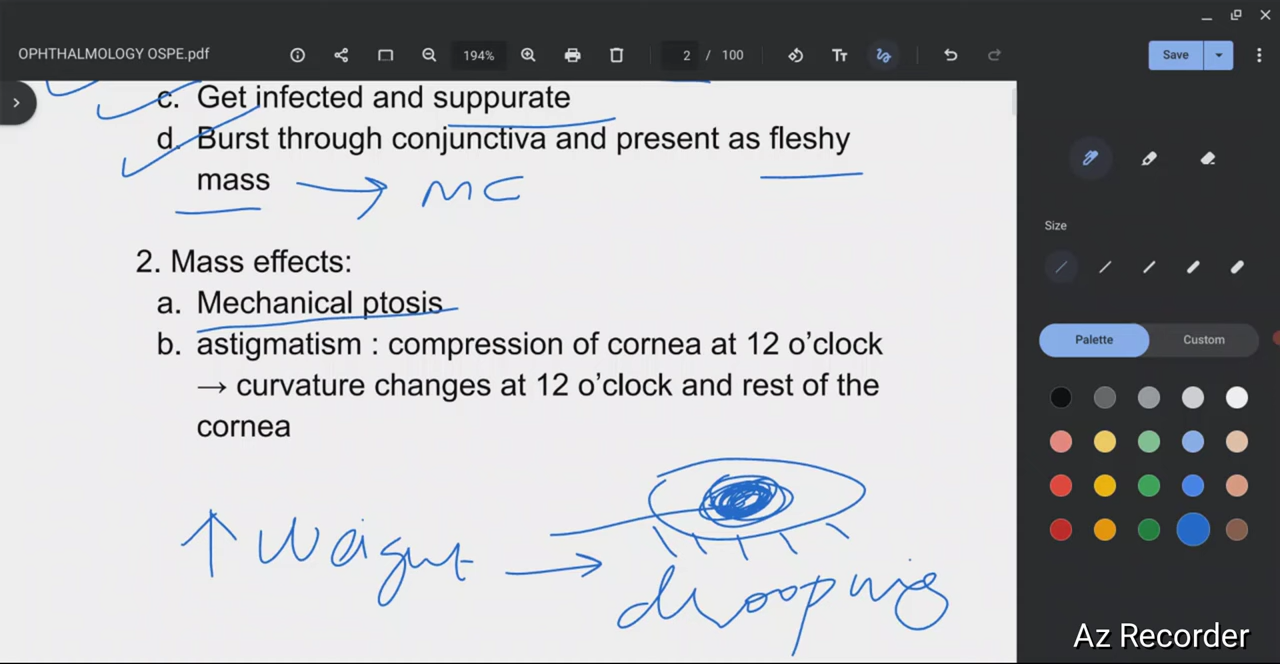 OPHTHALMOLOGY OSPE.pdf
194%
2 / 100
Tт
Save
c. Get infected and suppurate
d. Burst through conjunctiva and present as fleshy
mass → MC
2. Mass effects:
a. Mechanical ptosis
b. astigmatism : compression of cornea at 12 o’clock
→ curvature changes at 12 o’clock and rest of the
cornea
↑ Weight → drooping
Size
Palette
Custom
Az Recorder